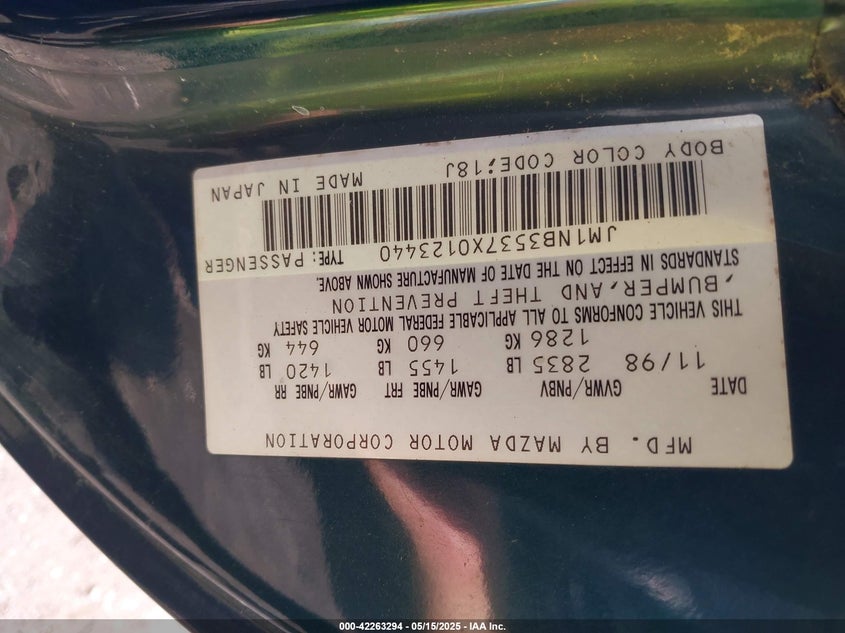 MFD. BY MAZDA MOTOR CORPORATION
DATE GVWR/PNBV GAWR/PNBE FRT GAWR/PNBE RR
11/98 2835 LB 1455 LB 1420 LB
1286 KG 660 KG 644 KG
THIS VEHICLE CONFORMS TO ALL APPLICABLE FEDERAL MOTOR VEHICLE SAFETY
,BUMPER,AND THEFT PREVENTION
STANDARDS IN EFFECT ON THE DATE OF MANUFACTURE SHOWN ABOVE.
JM1NB3537X0123440 TYPE: PASSENGER
BODY COLOR CODE:18J MADE IN JAPAN
000-42263294 - 05/15/2025 - IAA Inc.